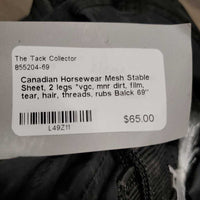 The Tack Collector
855204-69
Canadian Horsewear Mesh Stable
Sheet, 2 legs "vgc, mnr dirt, film,
tear, hair, threads, rubs Balck 69"
L49Z11
$65.00